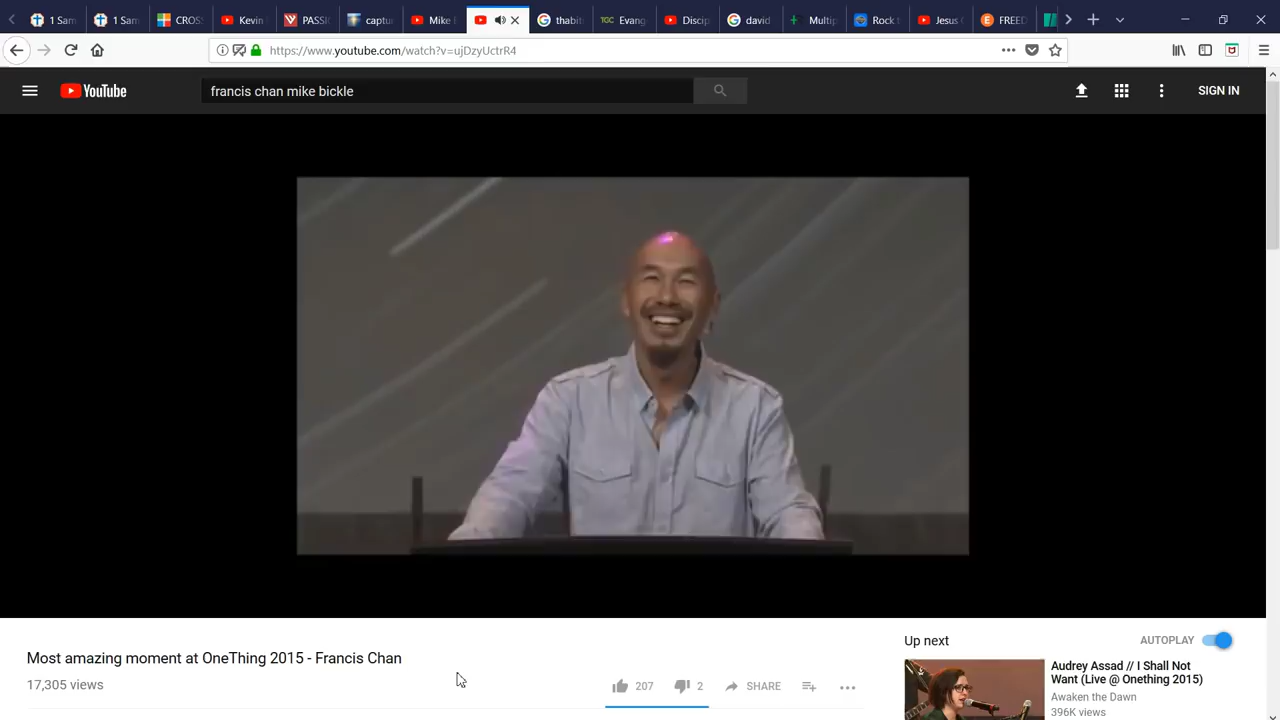 1 Sam
1 Sam
CROSS
Kevin
PASSIO
captu
Mike B
thabit
TGC Evang
Discip
david
Multip
Rock t
Jesus
FREED
https://www.youtube.com/watch?v=ujDzyUctrR4
YouTube
francis chan mike bickle
SIGN IN
Most amazing moment at OneThing 2015 - Francis Chan
17,305 views
207
2
SHARE
Up next
AUTOPLAY
Audrey Assad // I Shall Not
Want (Live @ Onething 2015)
Awaken the Dawn
396K views